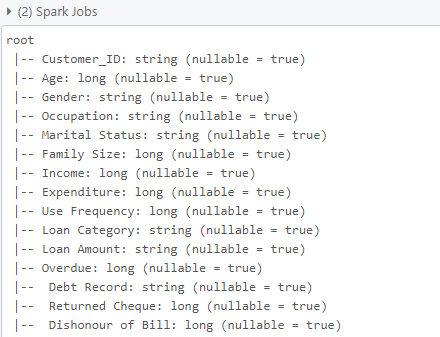 (2) Spark Jobs
root
|-- Customer_ID: string (nullable = true)
|-- Age: long (nullable = true)
|-- Gender: string (nullable = true)
|-- Occupation: string (nullable = true)
|-- Marital Status: string (nullable = true)
|-- Family Size: long (nullable = true)
|-- Income: long (nullable = true)
|-- Expenditure: long (nullable = true)
|-- Use Frequency: long (nullable = true)
|-- Loan Category: string (nullable = true)
|-- Loan Amount: string (nullable = true)
|-- Overdue: long (nullable = true)
|--  Debt Record: string (nullable = true)
|--  Returned Cheque: long (nullable = true)
|--  Dishonour of Bill: long (nullable = true)